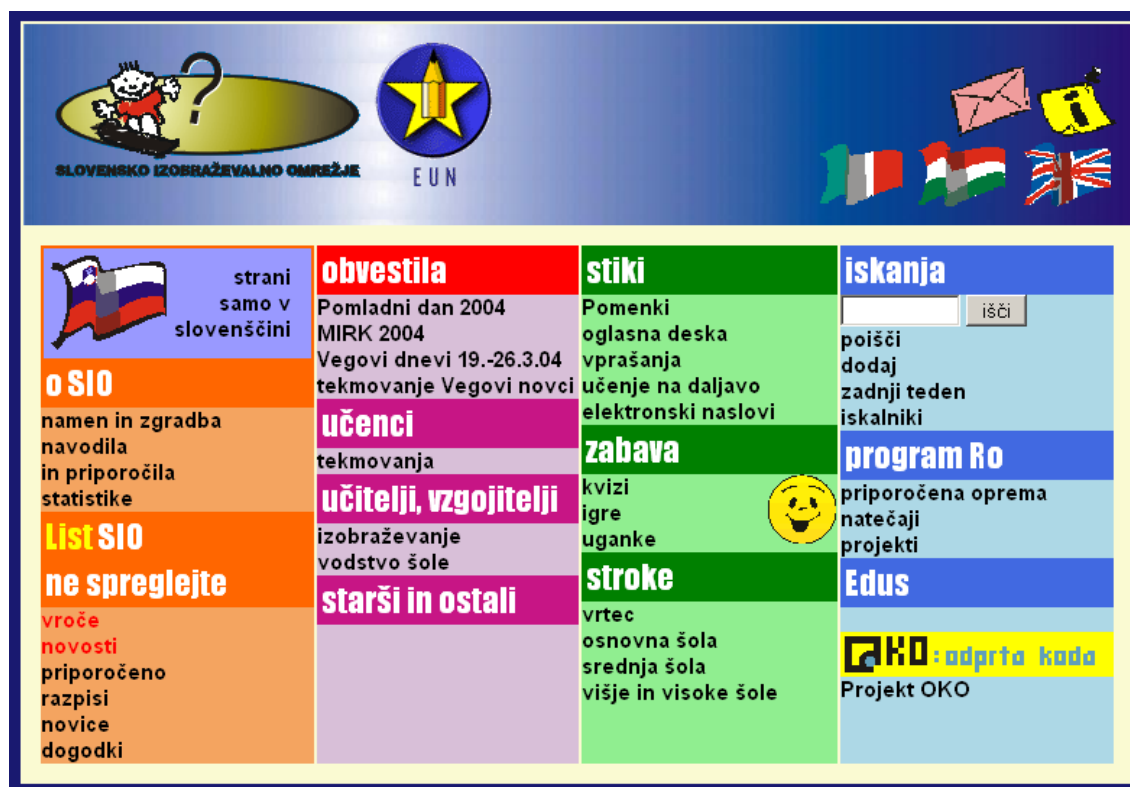 ?
SLOVENSKO IZOBRAŽEVALNO OMREŽJE
EUN
i
strani
samo v
slovenščini
o SIO
namen in zgradba
navodila
in priporočila
statistike
List SIO
ne spreglejte
vroče
novosti
priporočeno
razpisi
novice
dogodki
obvestila
Pomladni dan 2004
MIRK 2004
Vegovi dnevi 19.-26.3.04
tekmovanje Vegovi novci
učenci
tekmovanja
učitelji, vzgojitelji
izobraževanje
vodstvo šole
starši in ostali
stiki
Pomenki
oglasna deska
vprašanja
učenje na daljavo
elektronski naslovi
zabava
kvizi
igre
uganke
stroke
vrtec
osnovna šola
srednja šola
višje in visoke šole
iskanja
išči
poišči
dodaj
zadnji teden
iskalniki
program Ro
priporočena oprema
natečaji
projekti
Edus
OKO:odprta koda
Projekt OKO